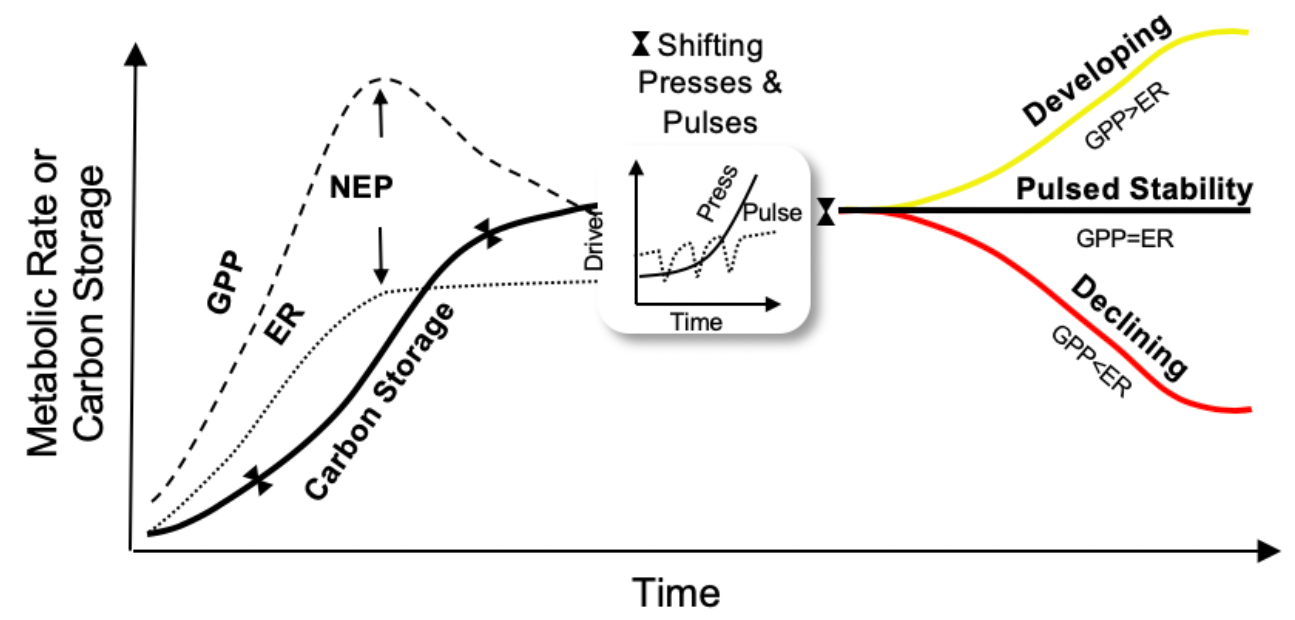 Metabolic Rate or
Carbon Storage
GPP
ER
NEP
Carbon Storage
Shifting
Presses &
Pulses
Driver
Press
Pulse
Time
Developing
GPP>ER
Pulsed Stability
GPP=ER
Declining
GPP<ER
Time